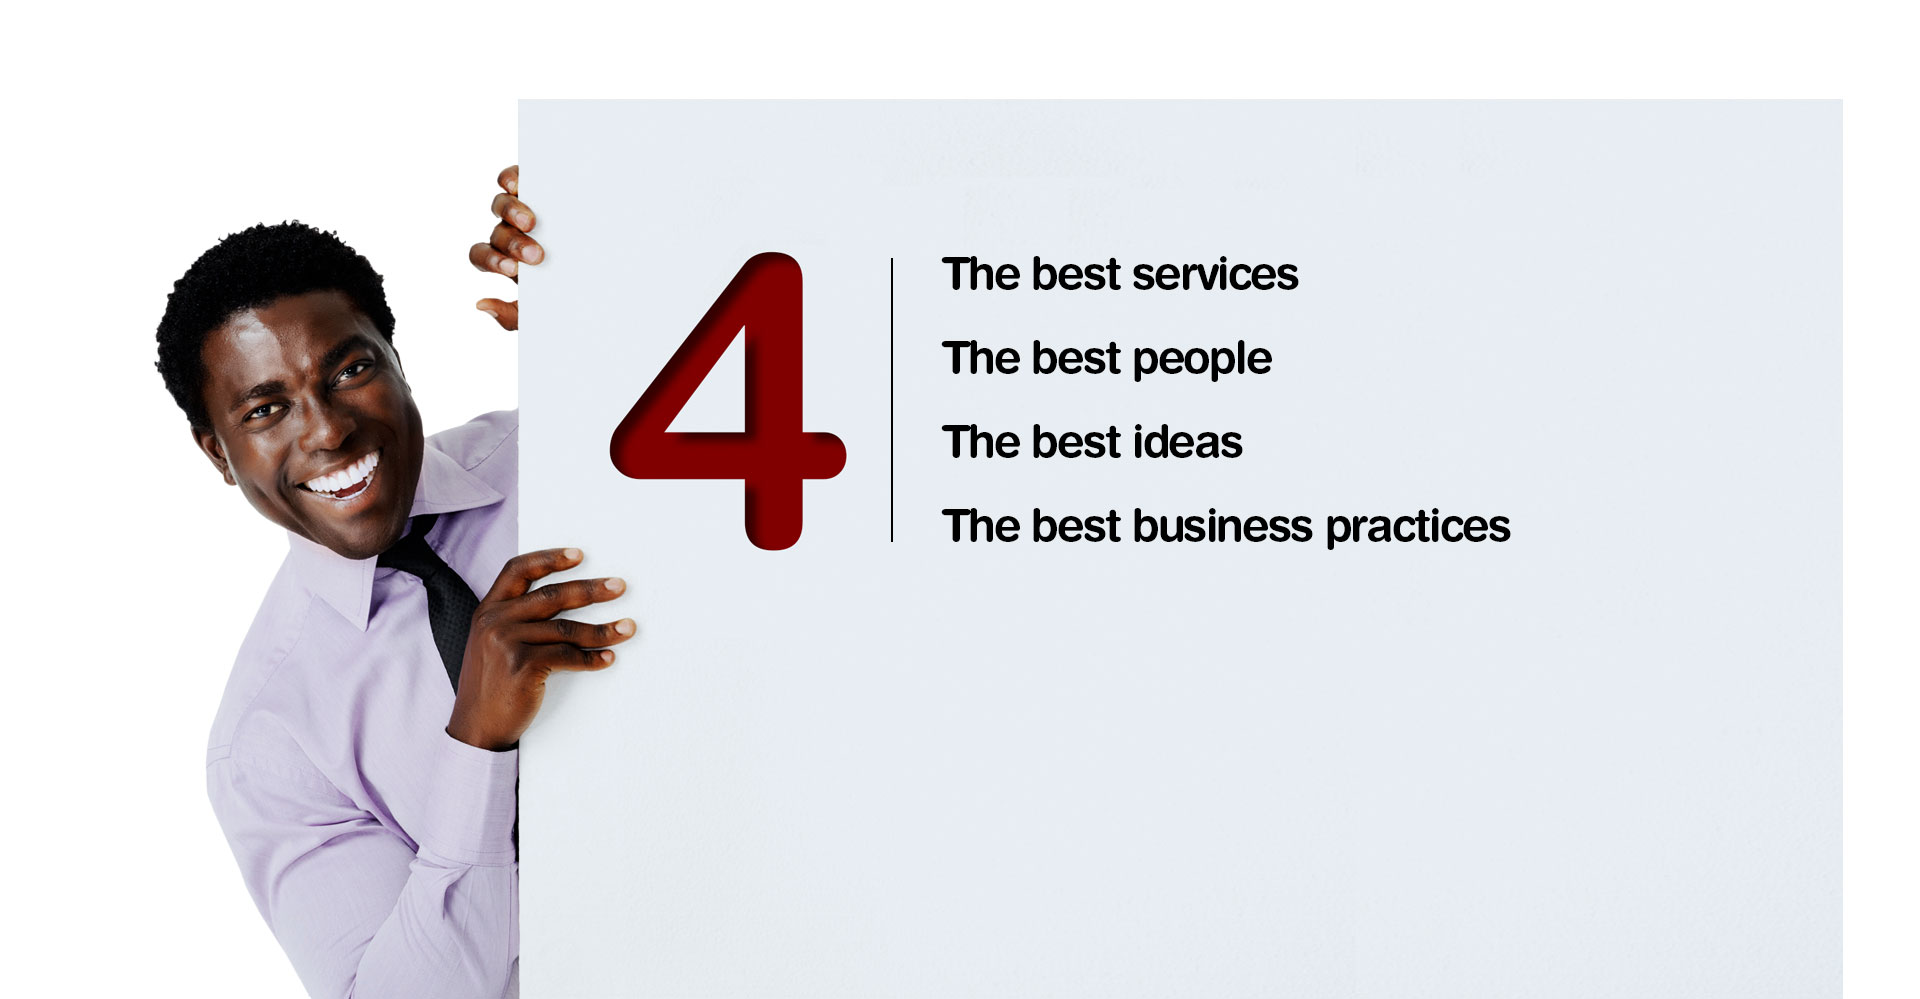 4
The best services
The best people
The best ideas
The best business practices